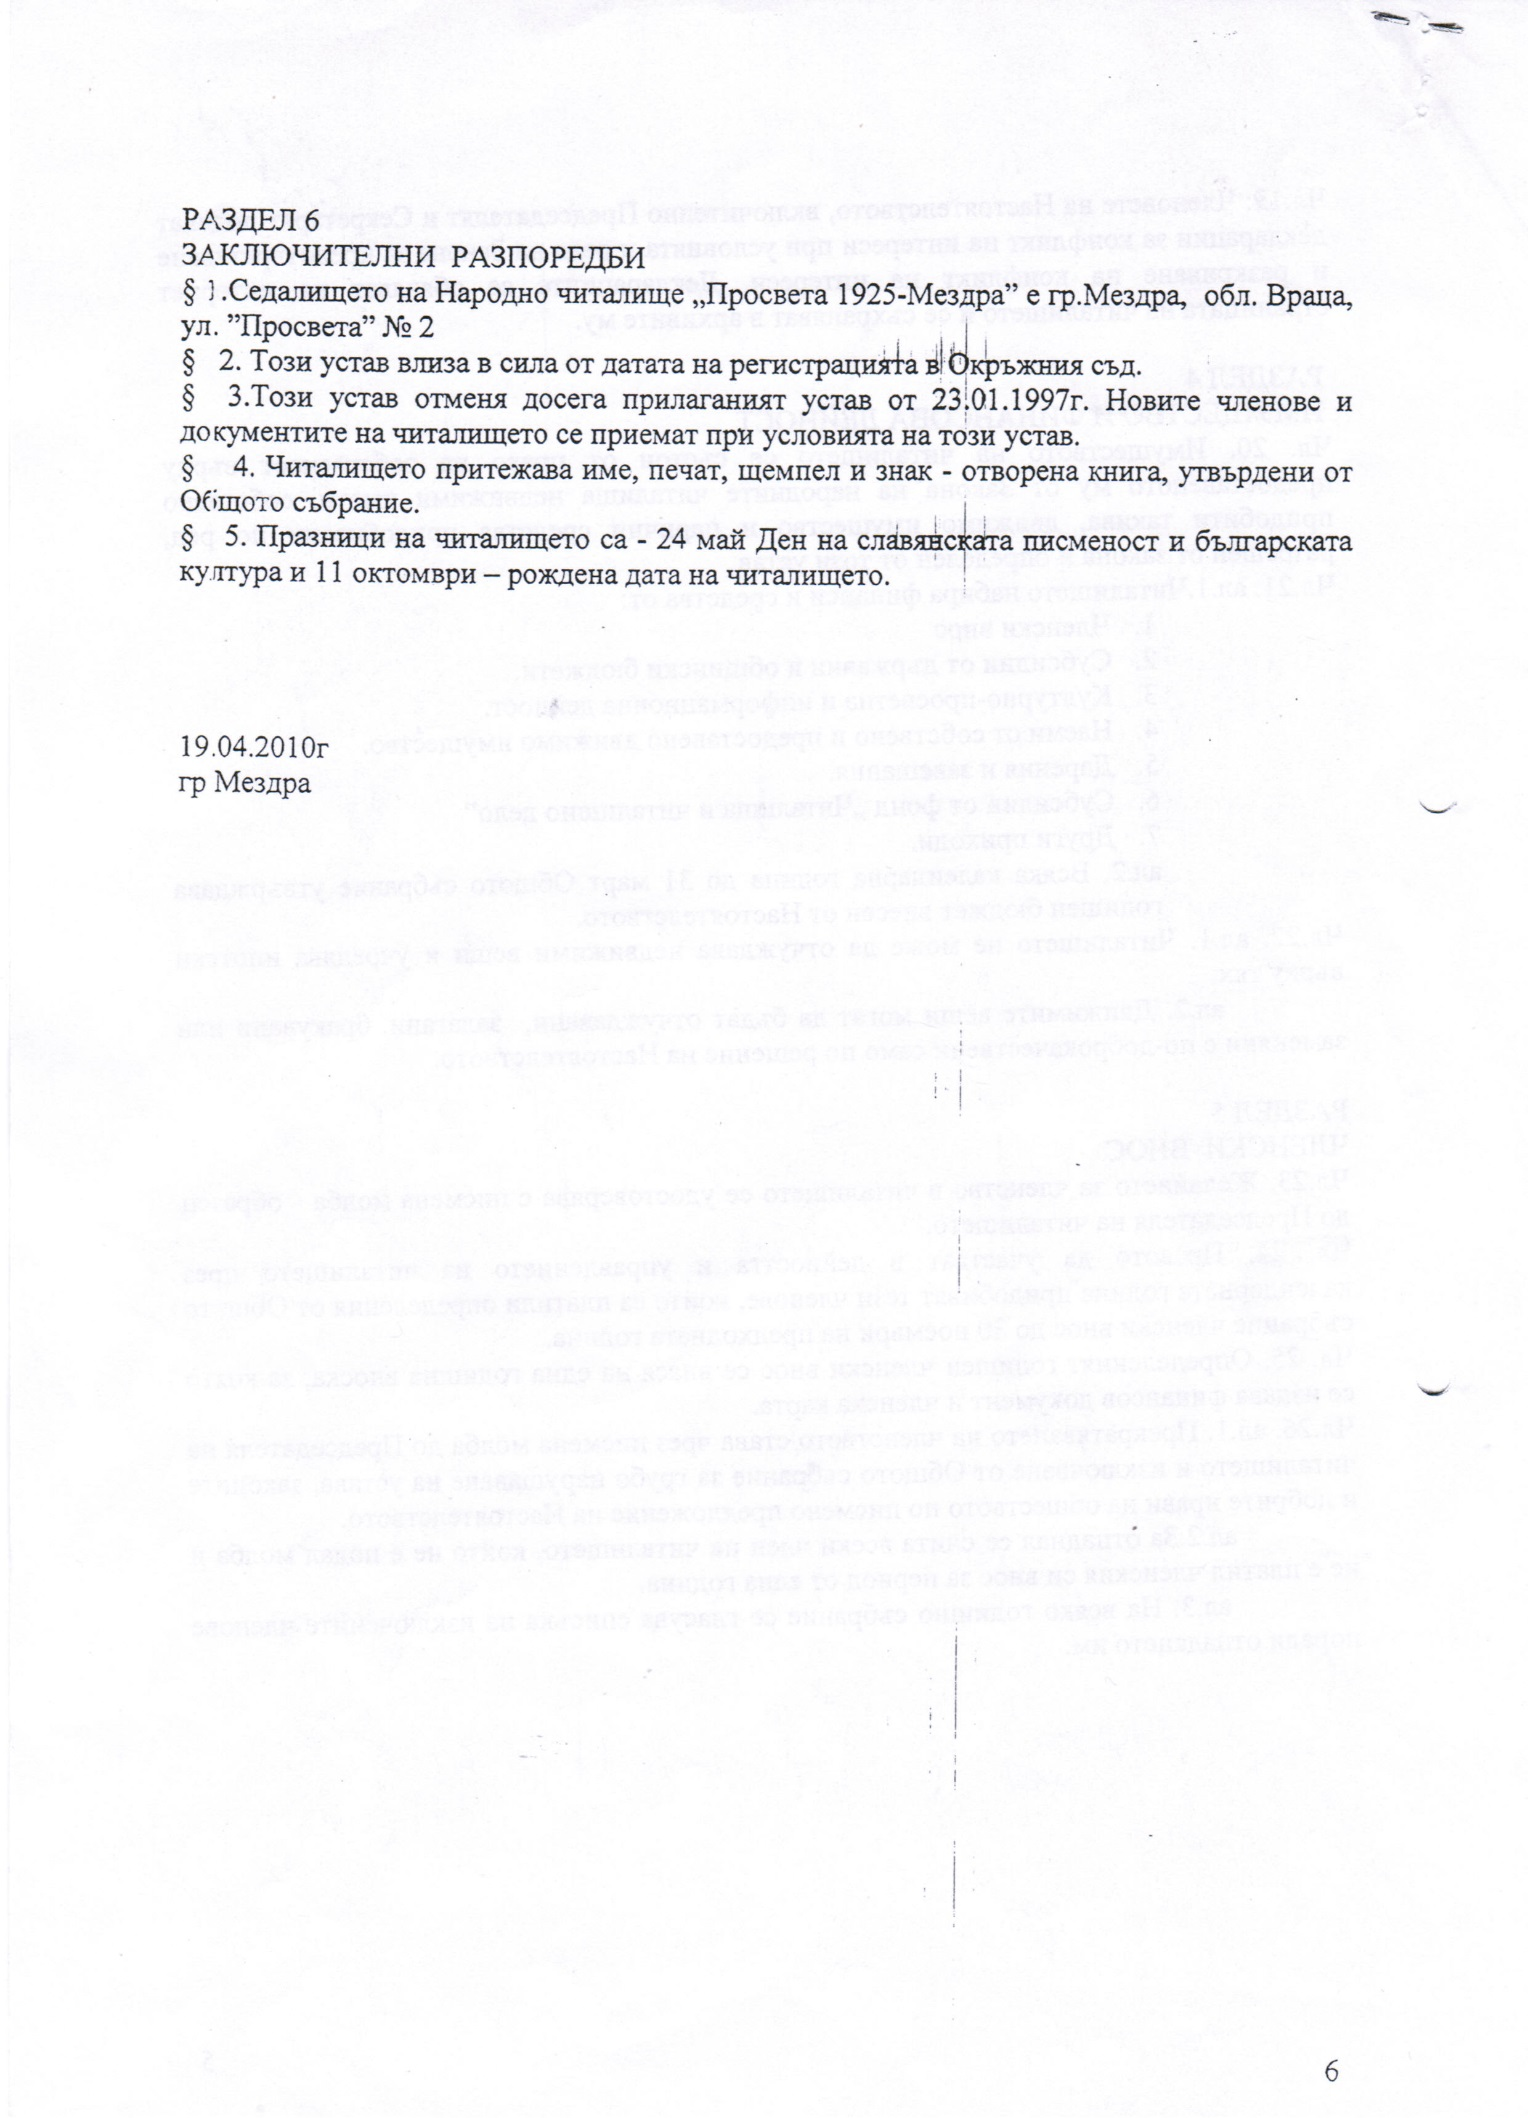 РАЗДЕЛ 6
ЗАКЛЮЧИТЕЛНИ РАЗПОРЕДБИ
§ 1.Седалището на Народно читалище „Просвета 1925-Мездра” е гр.Мездра, обл. Враца,
ул. ”Просвета” № 2
§ 2. Този устав влиза в сила от датата на регистрацията в Окръжния съд.
§ 3.Този устав отменя досега прилаганият устав от 23.01.1997г. Новите членове и
документите на читалището се приемат при условията на този устав.
§ 4. Читалището притежава име, печат, щемпел и знак - отворена книга, утвърдени от
Общото събрание.
§ 5. Празници на читалището са - 24 май Ден на славянската писменост и българската
култура и 11 октомври – рождена дата на читалището.
19.04.2010г
гр Мездра
6